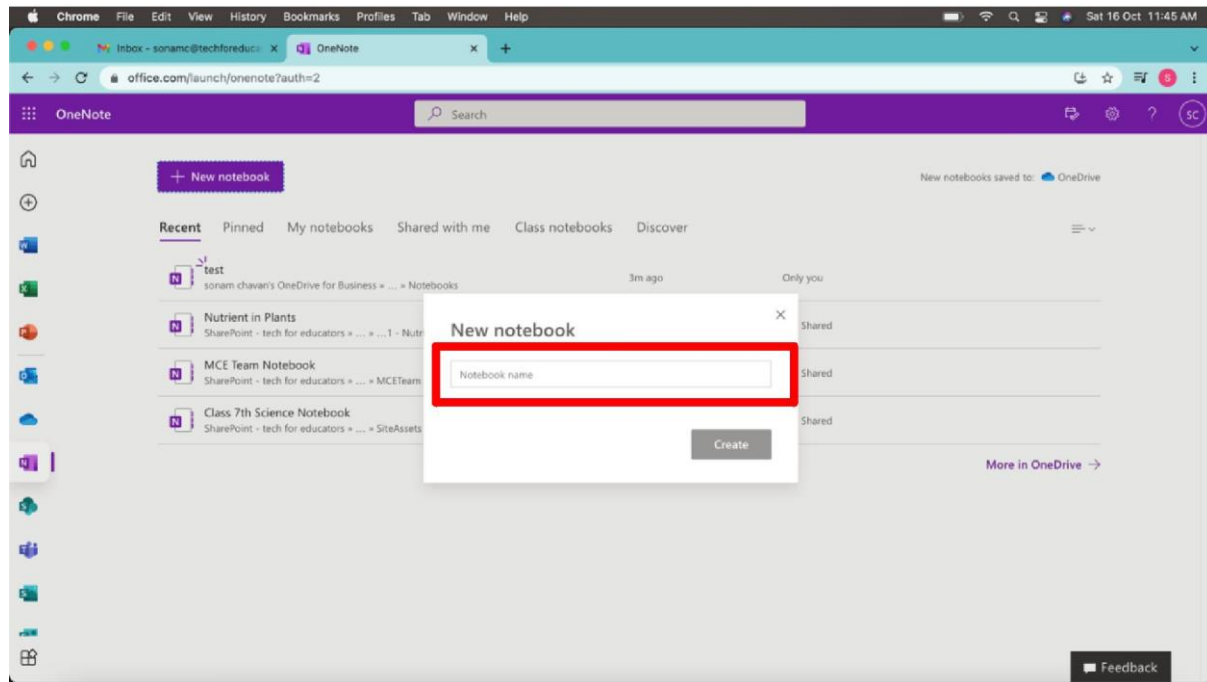 Chrome File Edit View History Bookmarks Profiles Tab Window Help Sat 16 Oct 11:45 AM
Inbox - sonamc@techforeduca OneNote
office.com/launch/onenote?auth=2 S
OneNote Search ? SC
+ New notebook New notebooks saved to: OneDrive
Recent Pinned My notebooks Shared with me Class notebooks Discover
test 3m ago Only you
sonam chavan's OneDrive for Business » ... » Notebooks
Nutrient in Plants Shared
SharePoint - tech for educators » ... » ...1 - Nutr
MCE Team Notebook Shared
SharePoint - tech for educators » ... » MCETeam
Class 7th Science Notebook Shared
SharePoint - tech for educators » ... » SiteAssets
New notebook
Notebook name
Create
More in OneDrive →
Feedback